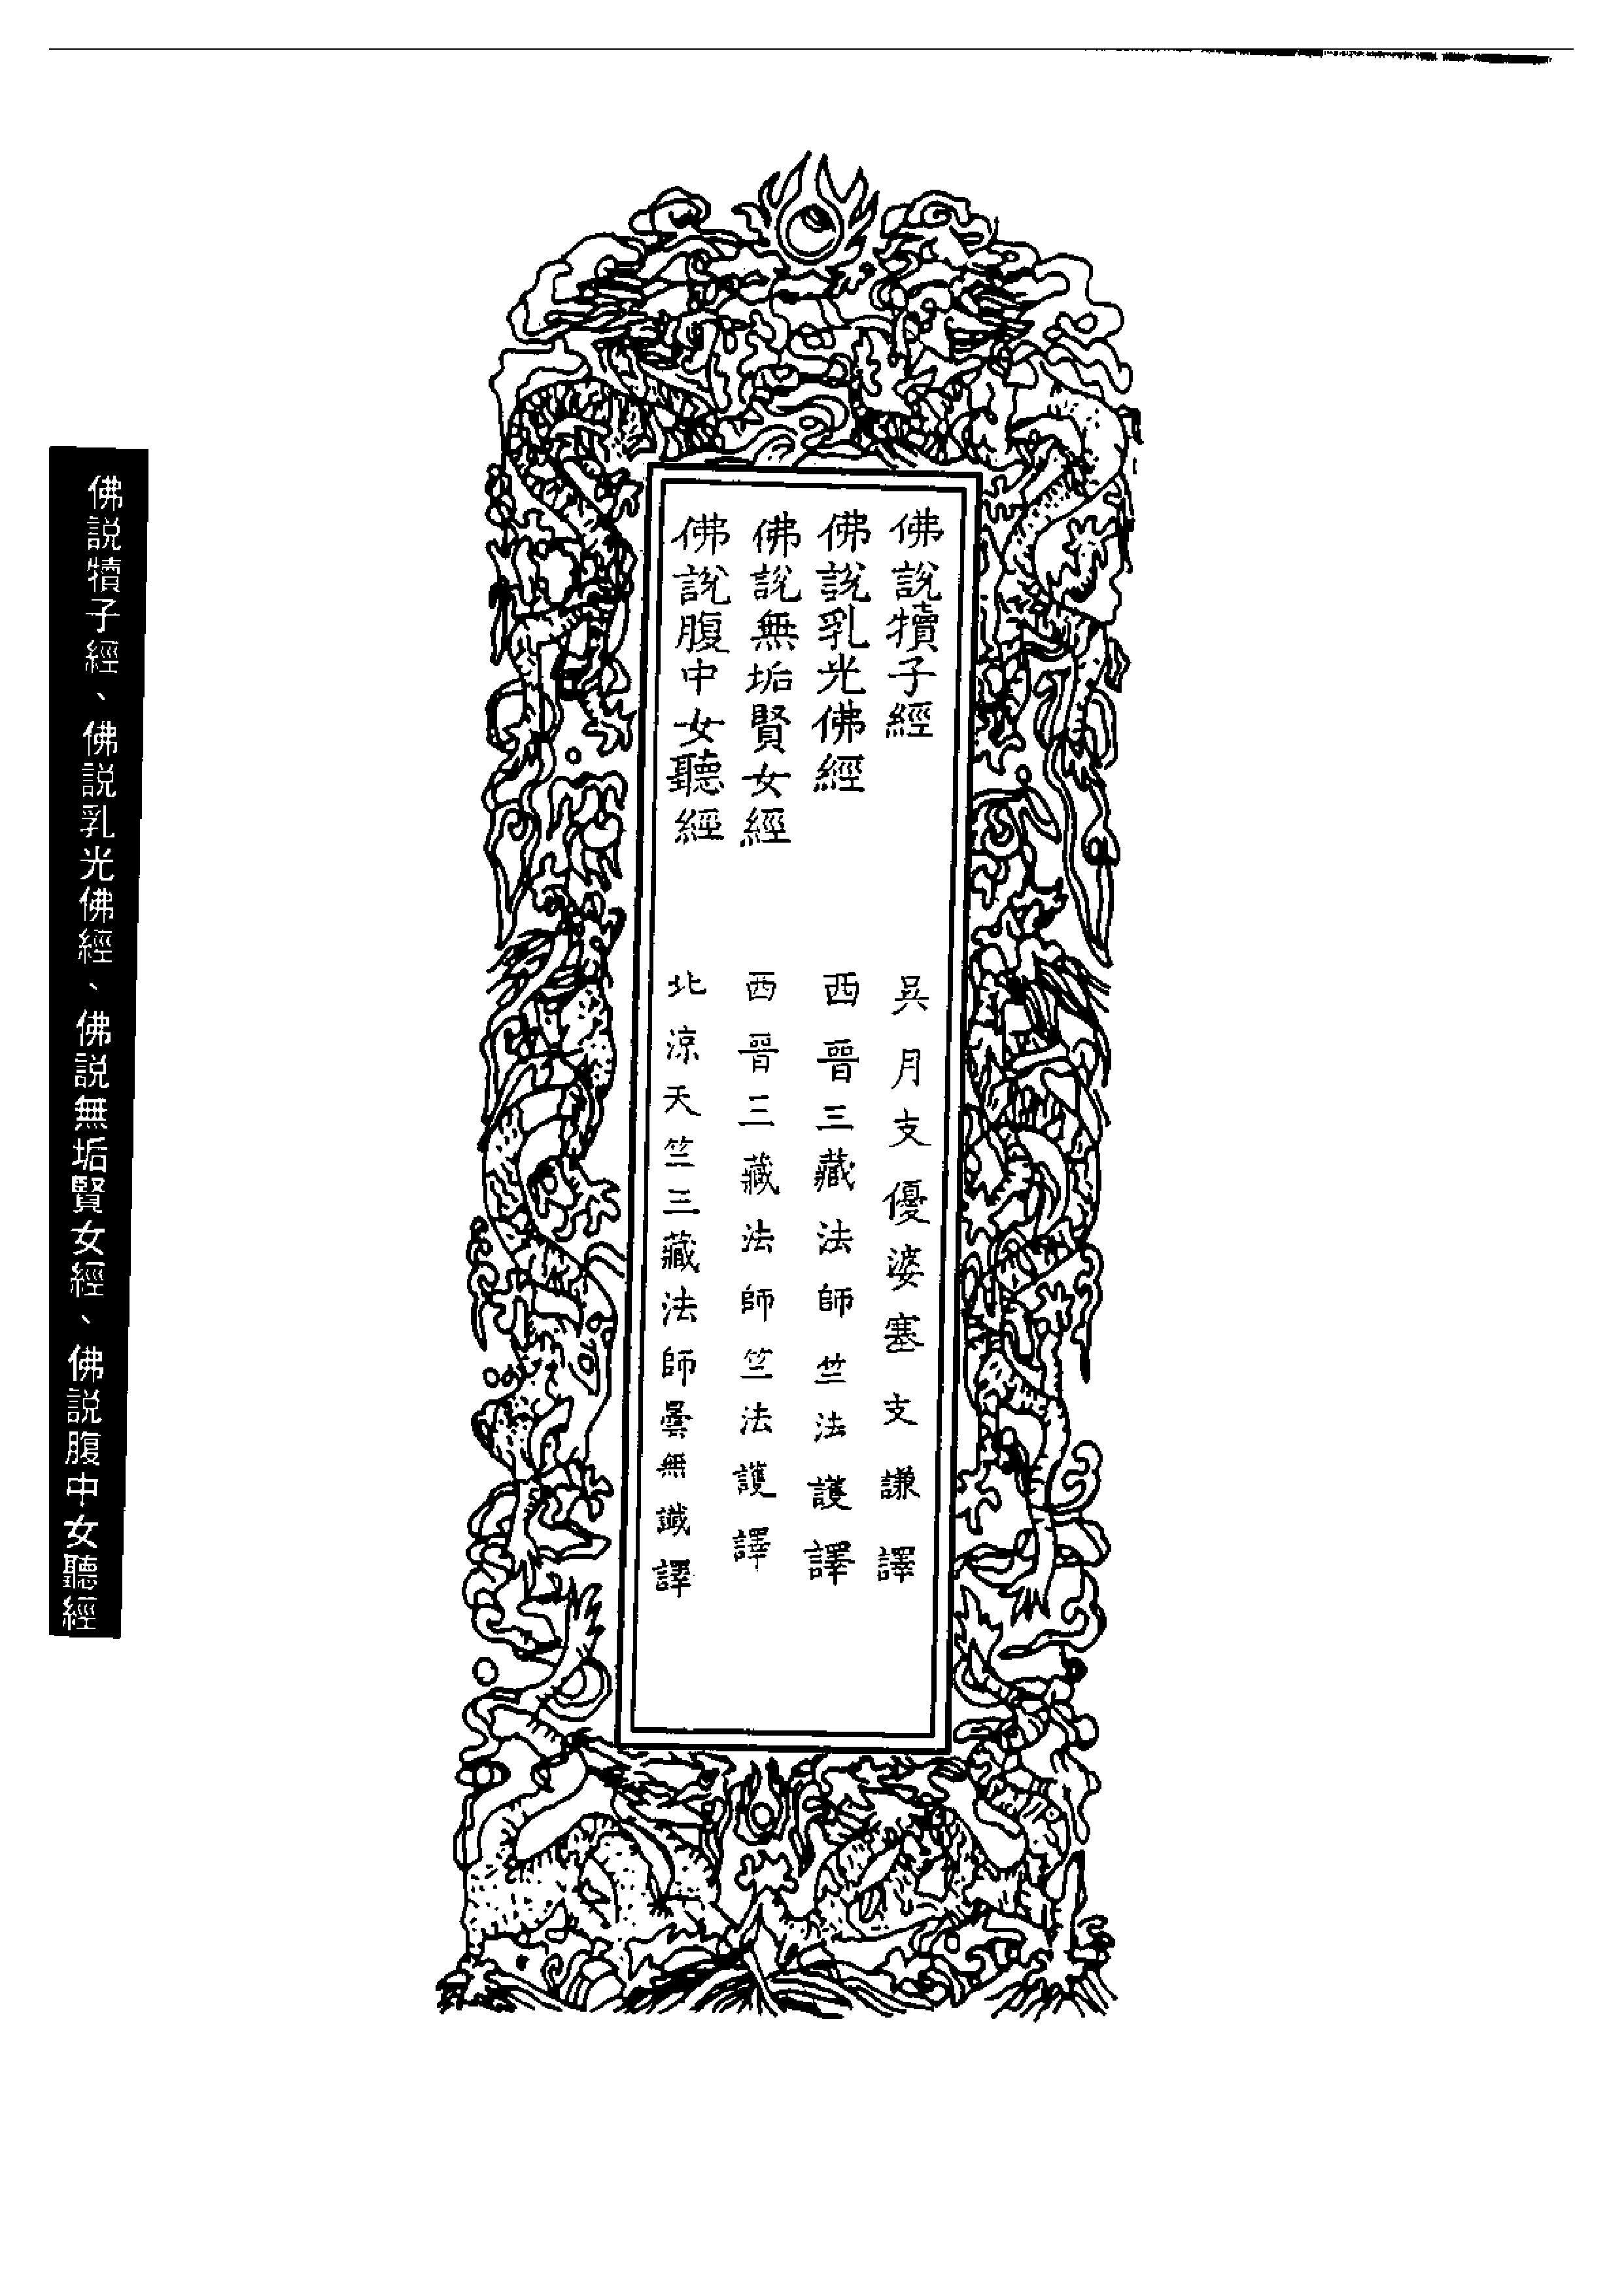 佛說犢子經 吳月支優婆塞支謙譯
佛說乳光佛經 西晉三藏法師竺法護譯
佛說無垢賢女經 西晉三藏法師竺法護譯
佛說腹中女聽經 北涼天竺三藏法師曇無讖譯
佛説犢子經、佛説乳光佛經、佛説無垢賢女經、佛説腹中女聽經